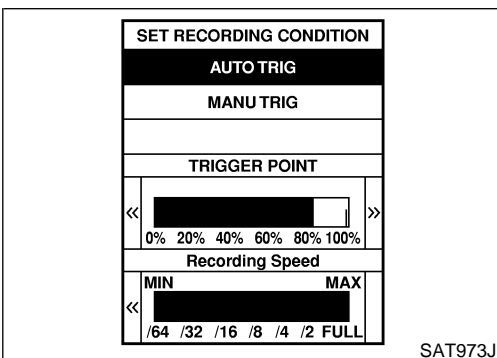 SET RECORDING CONDITION
AUTO TRIG
MANU TRIG
TRIGGER POINT
« »
0% 20% 40% 60% 80% 100%
Recording Speed
MIN MAX
«
/64 /32 /16 /8 /4 /2 FULL
SAT973J